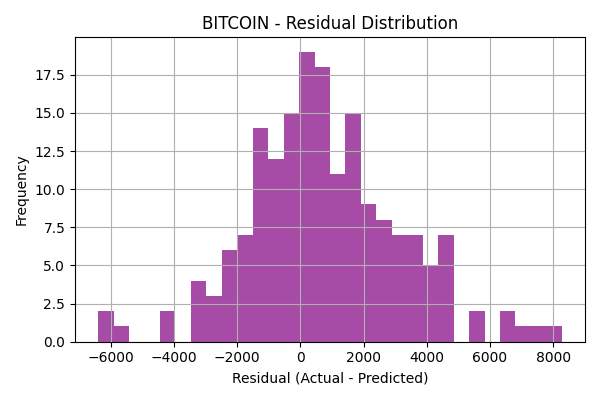 BITCOIN - Residual Distribution
Frequency
17.5
15.0
12.5
10.0
7.5
5.0
2.5
0.0
−6000 −4000 −2000 0 2000 4000 6000 8000
Residual (Actual - Predicted)